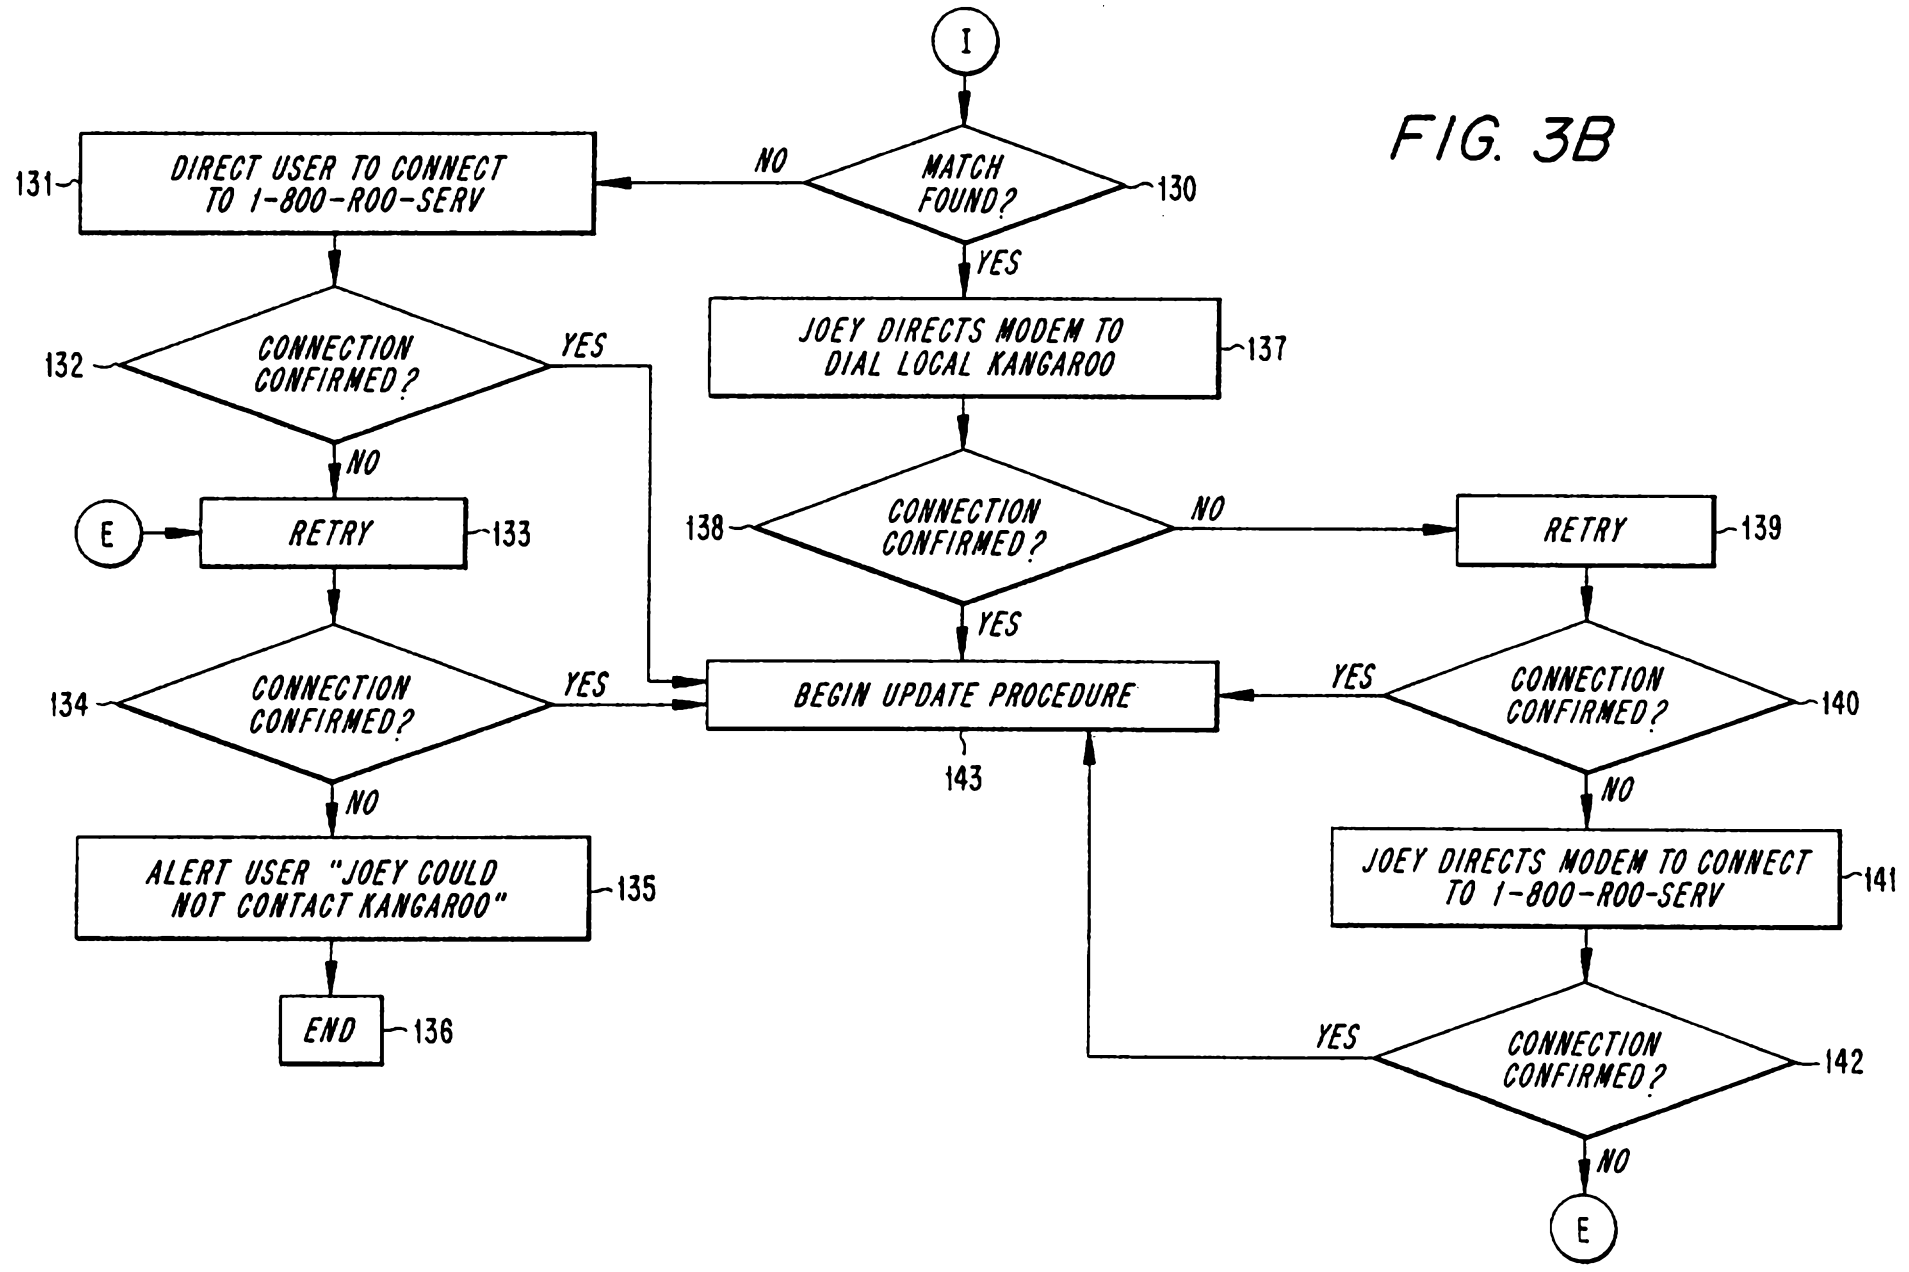 I
FIG. 3B
DIRECT USER TO CONNECT
TO 1-800-ROO-SERV
131
NO
MATCH
FOUND?
130
YES
JOEY DIRECTS MODEM TO
DIAL LOCAL KANGAROO
137
CONNECTION
CONFIRMED?
132
YES
NO
E
RETRY
133
CONNECTION
CONFIRMED?
138
NO
RETRY
139
YES
CONNECTION
CONFIRMED?
134
YES
BEGIN UPDATE PROCEDURE
143
YES
CONNECTION
CONFIRMED?
140
NO
NO
ALERT USER "JOEY COULD
NOT CONTACT KANGAROO"
135
JOEY DIRECTS MODEM TO CONNECT
TO 1-800-ROO-SERV
141
END
136
YES
CONNECTION
CONFIRMED?
142
NO
E